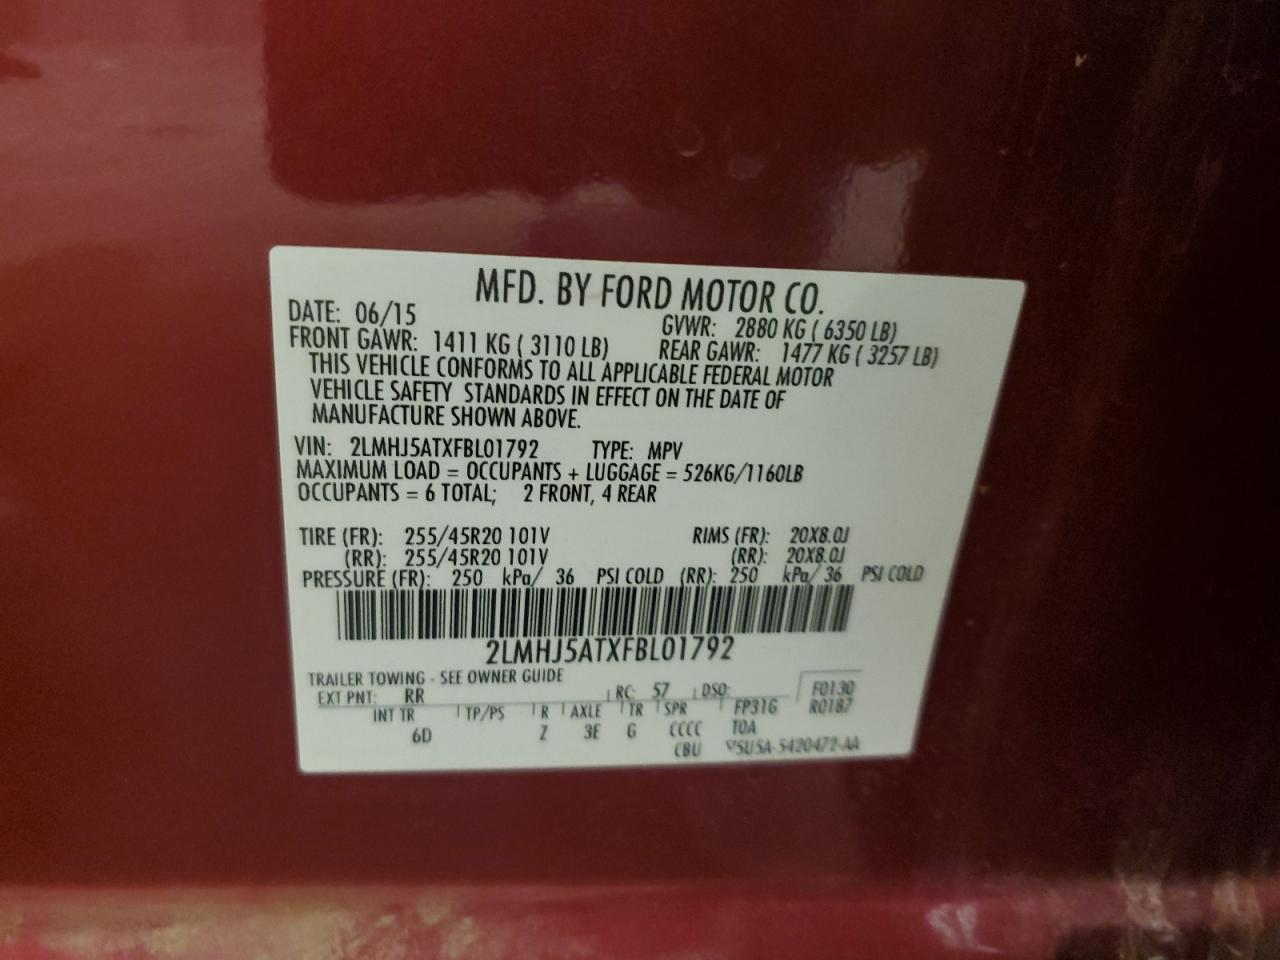 MFD. BY FORD MOTOR CO.
DATE: 06/15 GVWR: 2880 KG ( 6350 LB)
FRONT GAWR: 1411 KG ( 3110 LB) REAR GAWR: 1477 KG ( 3257 LB)
THIS VEHICLE CONFORMS TO ALL APPLICABLE FEDERAL MOTOR
VEHICLE SAFETY STANDARDS IN EFFECT ON THE DATE OF
MANUFACTURE SHOWN ABOVE.
VIN: 2LMHJ5ATXFBL01792 TYPE: MPV
MAXIMUM LOAD = OCCUPANTS + LUGGAGE = 526KG/1160LB
OCCUPANTS = 6 TOTAL; 2 FRONT, 4 REAR
TIRE (FR): 255/45R20 101V RIMS (FR): 20X8.0J
(RR): 255/45R20 101V (RR): 20X8.0J
PRESSURE (FR): 250 kPa/ 36 PSI COLD (RR): 250 kPa/ 36 PSI COLD
2LMHJ5ATXFBL01792
TRAILER TOWING - SEE OWNER GUIDE
EXT PNT: RR RC: 57 DSO: F0130
INT TR TP/PS R AXLE TR SPR FP31G R0187
6D Z 3E G CCCC TOA
CBU 5U5A-5420472-AA